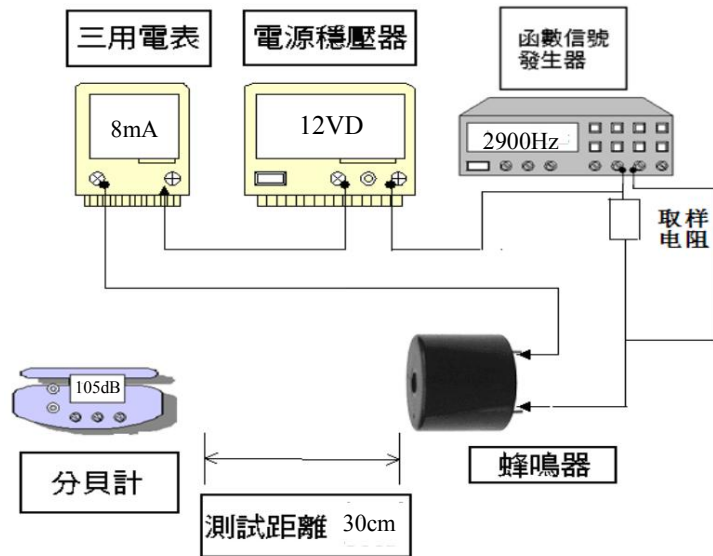 三用電表
電源穩壓器
函數信號
發生器
8mA
12VD
2900Hz
取样
电阻
105dB
分貝計
蜂鳴器
測試距離 30cm